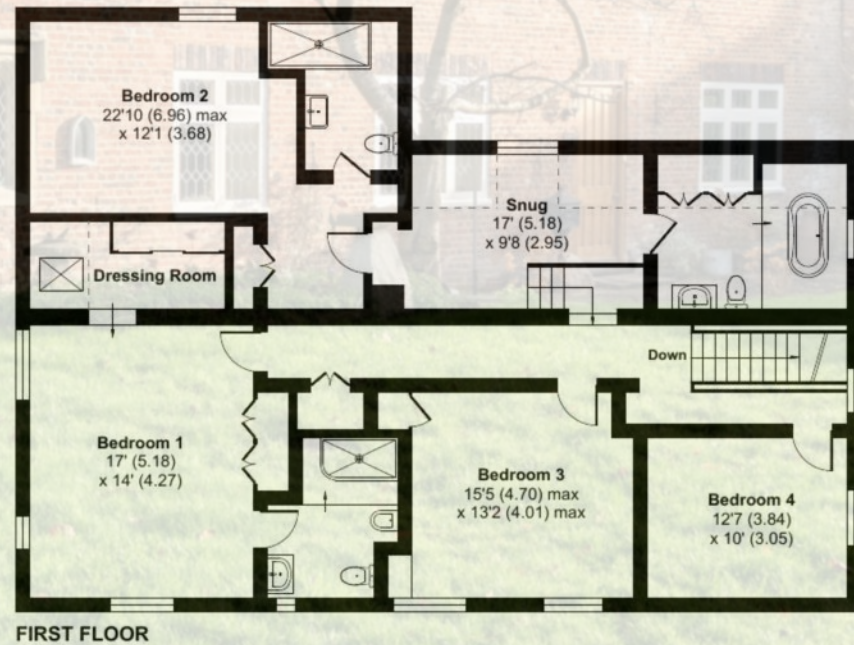 Bedroom 2
22'10 (6.96) max
x 12'1 (3.68)
Snug
17' (5.18)
x 9'8 (2.95)
Dressing Room
Down
Bedroom 1
17' (5.18)
x 14' (4.27)
Bedroom 3
15'5 (4.70) max
x 13'2 (4.01) max
Bedroom 4
12'7 (3.84)
x 10' (3.05)
FIRST FLOOR